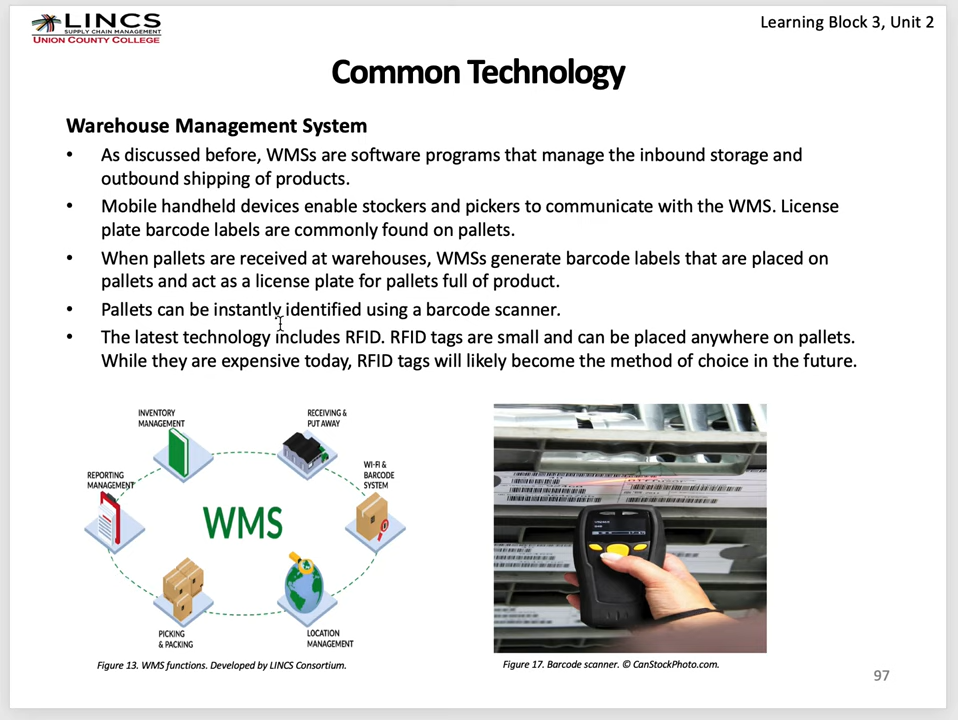 LINCS
SUPPLY CHAIN MANAGEMENT
UNION COUNTY COLLEGE
Learning Block 3, Unit 2
Common Technology
Warehouse Management System
• As discussed before, WMSs are software programs that manage the inbound storage and
outbound shipping of products.
• Mobile handheld devices enable stockers and pickers to communicate with the WMS. License
plate barcode labels are commonly found on pallets.
• When pallets are received at warehouses, WMSs generate barcode labels that are placed on
pallets and act as a license plate for pallets full of product.
• Pallets can be instantly identified using a barcode scanner.
• The latest technology includes RFID. RFID tags are small and can be placed anywhere on pallets.
While they are expensive today, RFID tags will likely become the method of choice in the future.
INVENTORY
MANAGEMENT
RECEIVING &
PUT AWAY
WI-FI &
BARCODE
SYSTEM
REPORTING
MANAGEMENT
WMS
PICKING
& PACKING
LOCATION
MANAGEMENT
Figure 13. WMS functions. Developed by LINCS Consortium.
Figure 17. Barcode scanner. © CanStockPhoto.com.
97